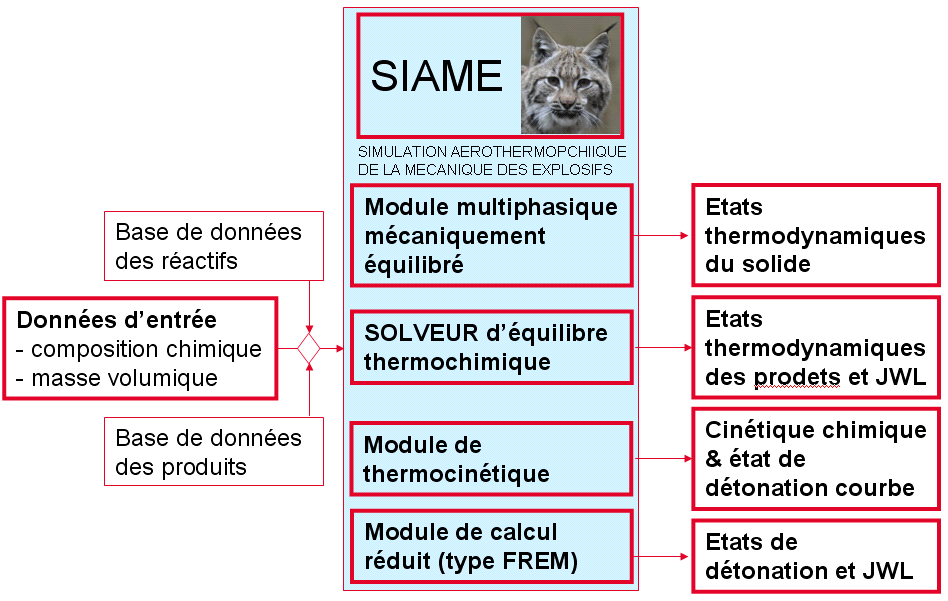 SIAME
SIMULATION AEROTHERMOPCHIIQUE
DE LA MECANIQUE DES EXPLOSIFS
Base de données
des réactifs
Données d’entrée
- composition chimique
- masse volumique
Base de données
des produits
Module multiphasique
mécaniquement
équilibré
SOLVEUR d’équilibre
thermochimique
Module de
thermocinétique
Module de calcul
réduit (type FREM)
Etats
thermodynamiques
du solide
Etats
thermodynamiques
des prodets et JWL
Cinétique chimique
& état de
détonation courbe
Etats de
détonation et JWL